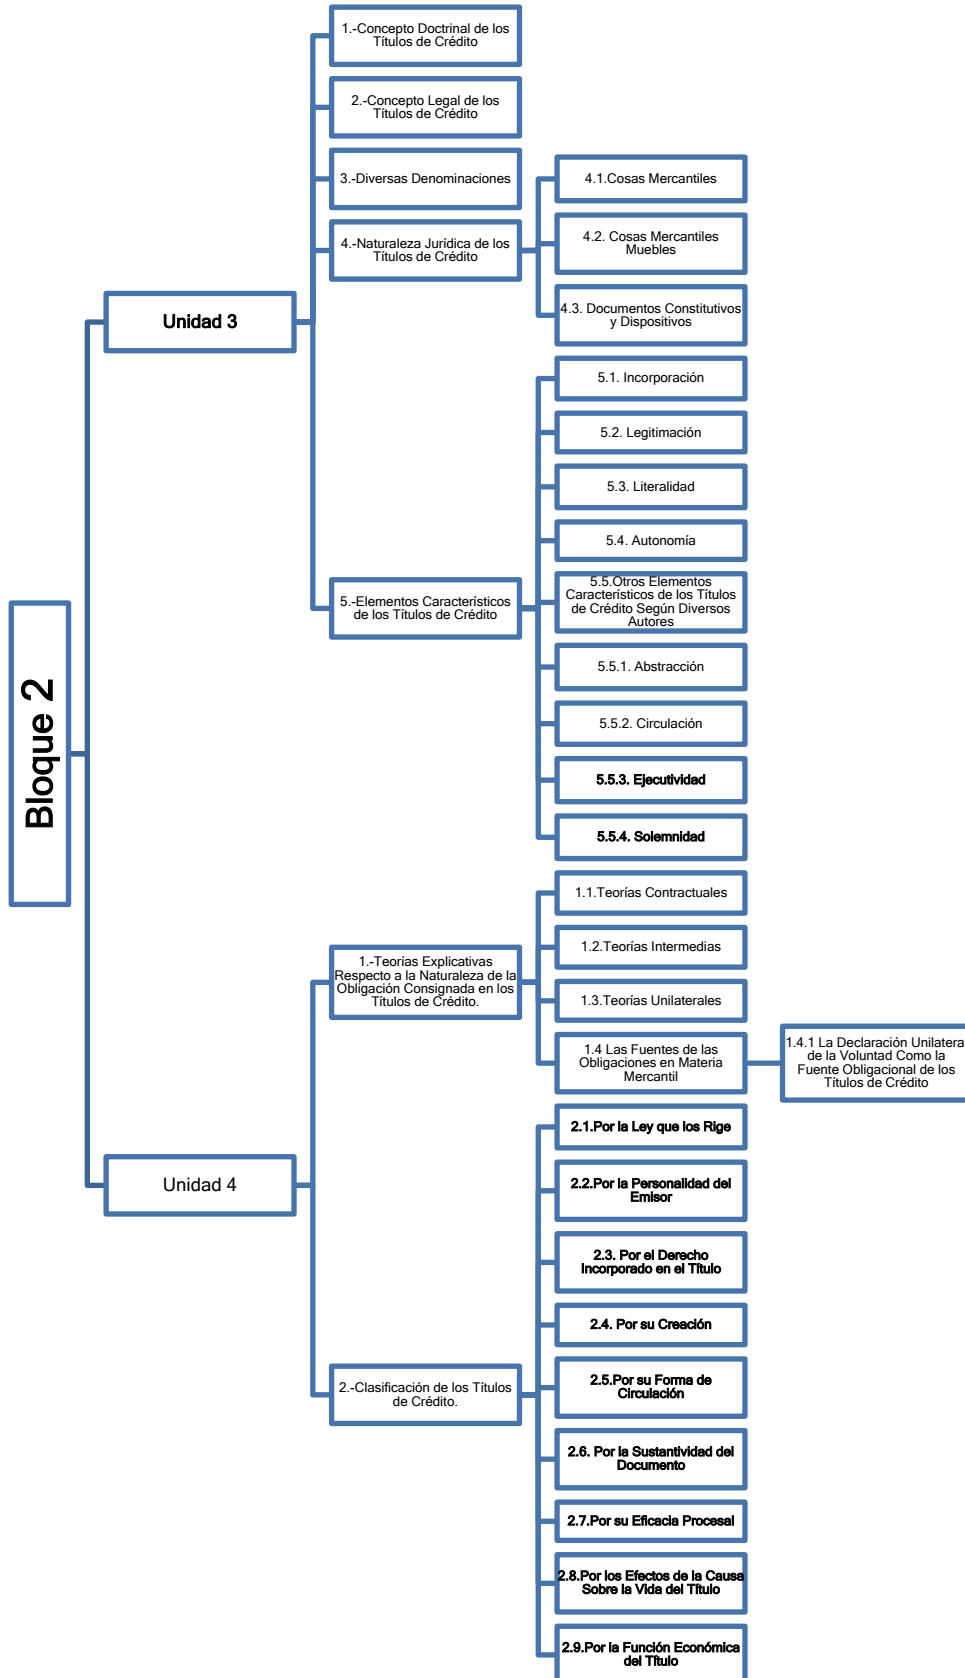 Bloque 2
Unidad 3
1.-Concepto Doctrinal de los
Títulos de Crédito
2.-Concepto Legal de los
Títulos de Crédito
3.-Diversas Denominaciones
4.-Naturaleza Jurídica de los
Títulos de Crédito
4.1.Cosas Mercantiles
4.2. Cosas Mercantiles
Muebles
4.3. Documentos Constitutivos
y Dispositivos
5.-Elementos Característicos
de los Títulos de Crédito
5.1. Incorporación
5.2. Legitimación
5.3. Literalidad
5.4. Autonomía
5.5.Otros Elementos
Característicos de los Títulos
de Crédito Según Diversos
Autores
5.5.1. Abstracción
5.5.2. Circulación
5.5.3. Ejecutividad
5.5.4. Solemnidad
Unidad 4
1.-Teorías Explicativas
Respecto a la Naturaleza de la
Obligación Consignada en los
Títulos de Crédito.
1.1.Teorías Contractuales
1.2.Teorías Intermedias
1.3.Teorías Unilaterales
1.4 Las Fuentes de las
Obligaciones en Materia
Mercantil
1.4.1 La Declaración Unilatera
de la Voluntad Como la
Fuente Obligacional de los
Títulos de Crédito
2.-Clasificación de los Títulos
de Crédito.
2.1.Por la Ley que los Rige
2.2.Por la Personalidad del
Emisor
2.3. Por el Derecho
Incorporado en el Título
2.4. Por su Creación
2.5.Por su Forma de
Circulación
2.6. Por la Sustantividad del
Documento
2.7.Por su Eficacia Procesal
2.8.Por los Efectos de la Causa
Sobre la Vida del Título
2.9.Por la Función Económica
del Título